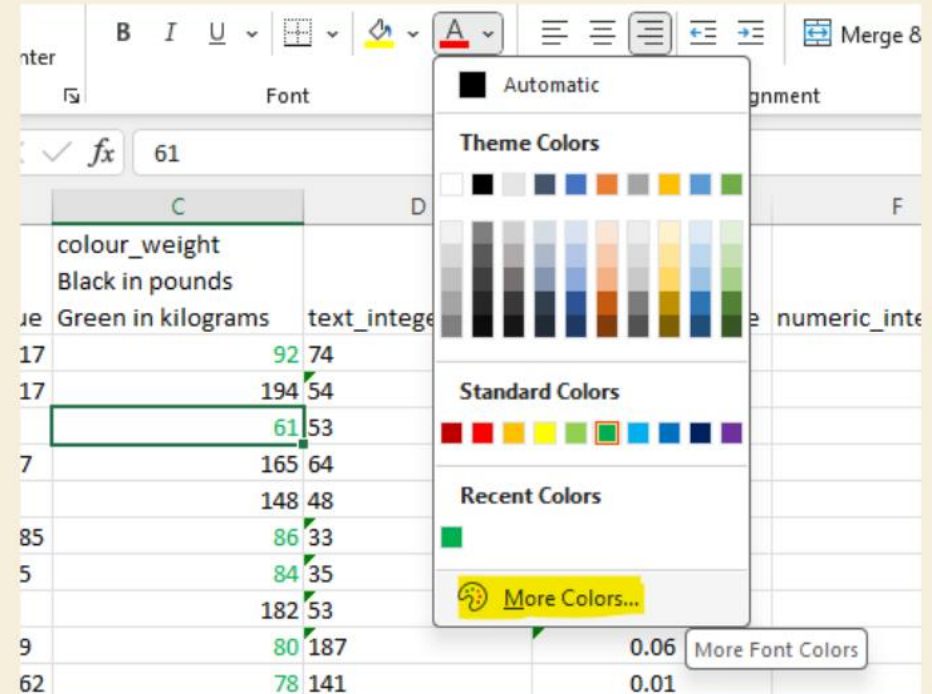 B I U A Merge &
nter
Font gnment
Automatic
fx 61
Theme Colors
C D F
colour_weight
Black in pounds
ue Green in kilograms text_intege e numeric_inte
17 92 74
17 194 54
61 53
7 165 64
148 48
85 86 33
5 84 35
182 53
9 80 187 0.06
62 78 141 0.01
Standard Colors
Recent Colors
More Colors...
More Font Colors